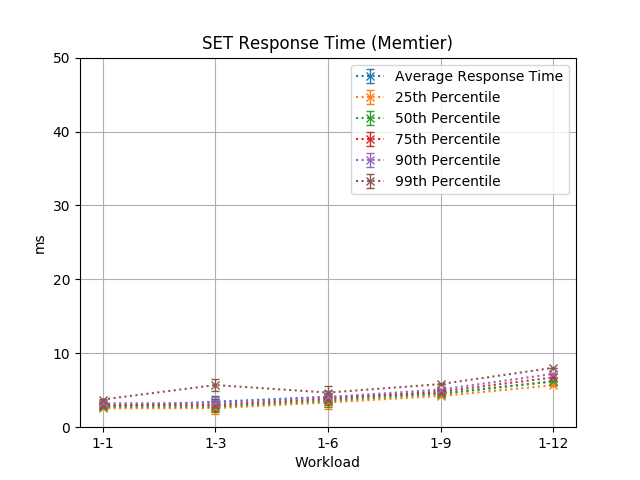 SET Response Time (Memtier)
50
40
30
20
10
0
ms
Average Response Time
25th Percentile
50th Percentile
75th Percentile
90th Percentile
99th Percentile
1-1
1-3
1-6
1-9
1-12
Workload